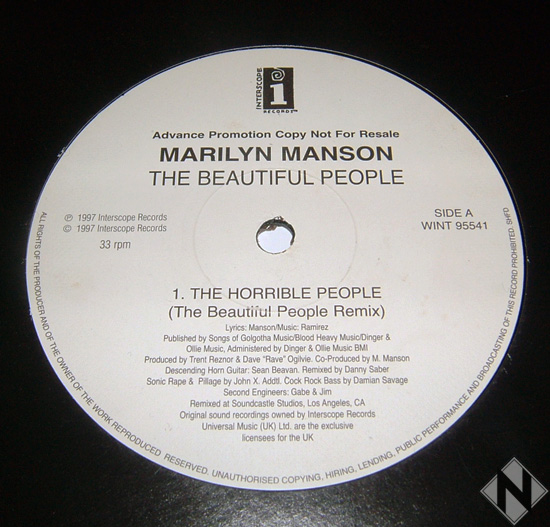 INTERSCOPE
i
RECORDS™
Advance Promotion Copy Not For Resale
MARILYN MANSON
THE BEAUTIFUL PEOPLE
℗ 1997 Interscope Records
© 1997 Interscope Records
33 rpm
SIDE A
WINT 95541
1. THE HORRIBLE PEOPLE
(The Beautiful People Remix)
Lyrics: Manson/Music: Ramirez
Published by Songs of Golgotha Music/Blood Heavy Music/Dinger &
Ollie Music, Administered by Dinger & Ollie Music BMI
Produced by Trent Reznor & Dave "Rave" Ogilvie. Co-Produced by M. Manson
Descending Horn Guitar: Sean Beavan. Remixed by Danny Saber
Sonic Rape & Pillage by John X. Addtl. Cock Rock Bass by Damian Savage
Second Engineers: Gabe & Jim
Remixed at Soundcastle Studios, Los Angeles, CA
Original sound recordings owned by Interscope Records
Universal Music (UK) Ltd. are the exclusive
licensees for the UK
ALL RIGHTS OF THE PRODUCER AND OF THE OWNER OF THE WORK REPRODUCED RESERVED. UNAUTHORISED COPYING, HIRING, LENDING, PUBLIC PERFORMANCE AND BROADCASTING OF THIS RECORD PROHIBITED. SHFD
N